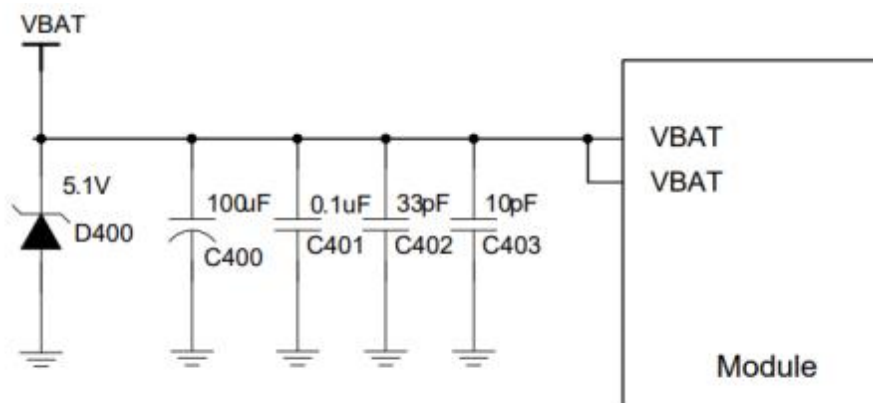 VBAT
5.1V
D400
100uF
C400
0.1uF
C401
33pF
C402
10pF
C403
VBAT
VBAT
Module